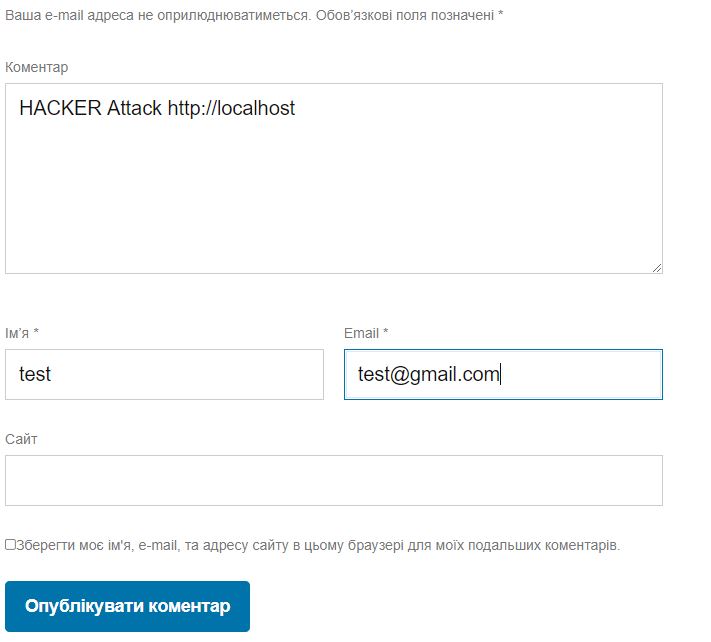 Ваша e-mail адреса не оприлюднюватиметься. Обов’язкові поля позначені *
Коментар
HACKER Attack http://localhost
Ім’я *
Email *
test
test@gmail.com
Сайт
Зберегти моє ім'я, e-mail, та адресу сайту в цьому браузері для моїх подальших коментарів.
Опублікувати коментар